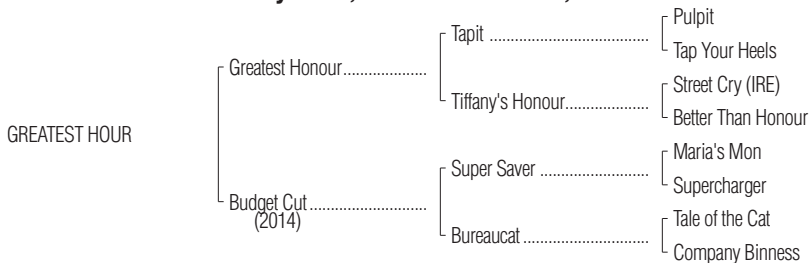 Pulpit
Tapit ........................................
Tap Your Heels
Greatest Honour.....................
Street Cry (IRE)
Tiffany's Honour.....................
Better Than Honour
GREATEST HOUR
Maria's Mon
Super Saver ...........................
Supercharger
Budget Cut .............................
(2014)
Tale of the Cat
Bureaucat ...............................
Company Binness